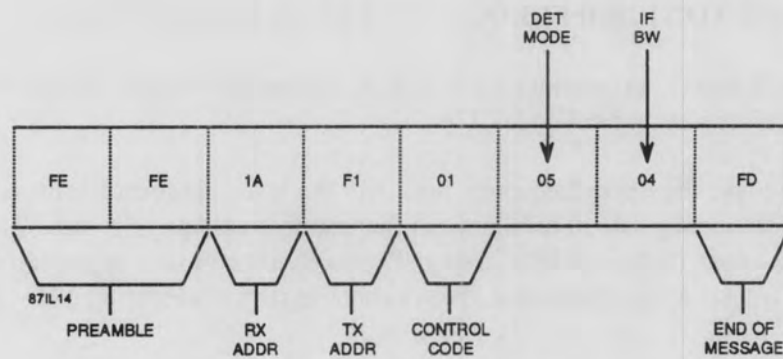 DET
MODE
IF
BW
FE FE 1A F1 01 05 04 FD
87IL14
PREAMBLE
RX
ADDR
TX
ADDR
CONTROL
CODE
END OF
MESSAGE